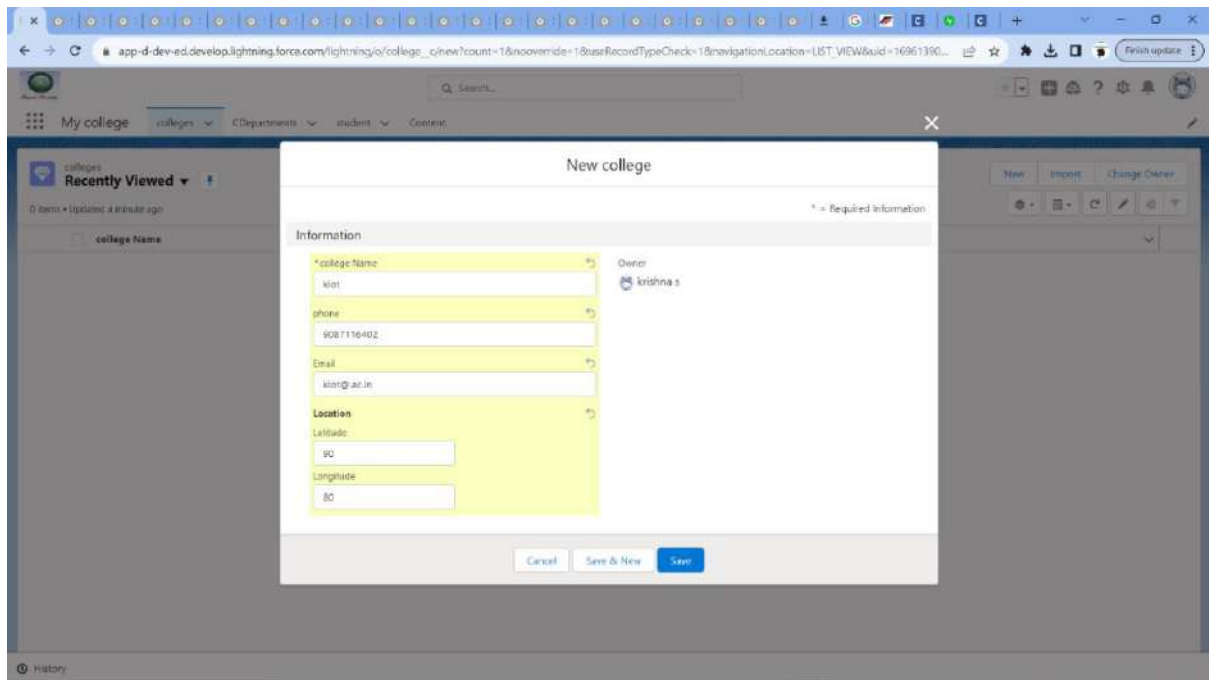 Finish update
app-d-dev-ed.develop.lightning.force.com/lightning/o/college__c/new?count=1&nooverride=1&useRecordTypeCheck=1&navigationLocation=LIST_VIEW&uid=16961390...
Search...
My college
colleges
CDepartments
student
Content
colleges
Recently Viewed
New
Import
Change Owner
0 items • Updated a minute ago
college Name
New college
* = Required Information
Information
*college Name
kiot
Owner
krishna s
phone
9087116402
Email
kiot@.ac.in
Location
Latitude
90
Longitude
80
Cancel
Save & New
Save
History